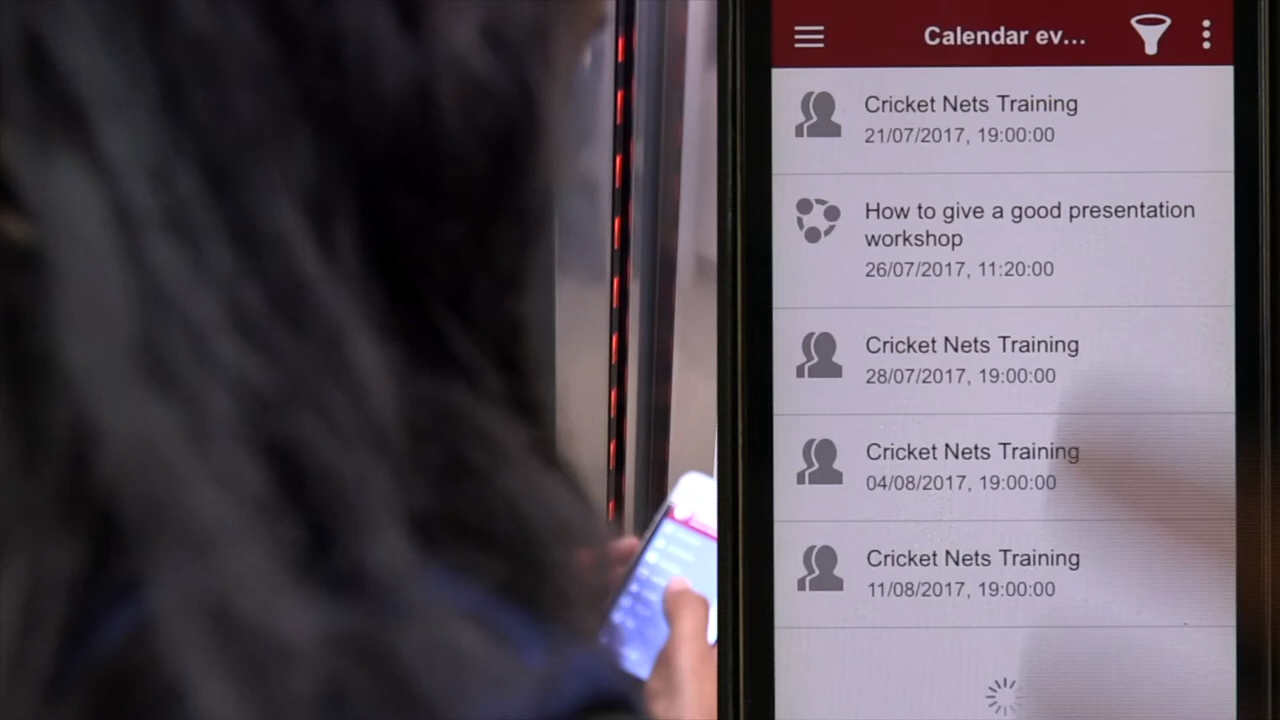 Calendar ev...
Cricket Nets Training
21/07/2017, 19:00:00
How to give a good presentation
workshop
26/07/2017, 11:20:00
Cricket Nets Training
28/07/2017, 19:00:00
Cricket Nets Training
04/08/2017, 19:00:00
Cricket Nets Training
11/08/2017, 19:00:00